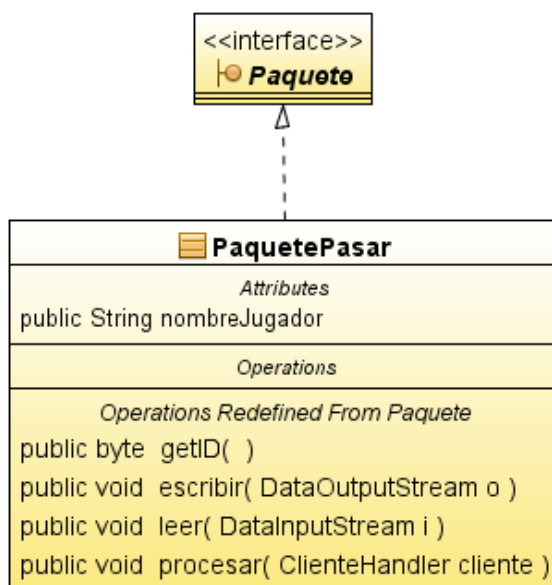 <<interface>>
Paquete
PaquetePasar
Attributes
public String nombreJugador
Operations
Operations Redefined From Paquete
public byte getID( )
public void escribir( DataOutputStream o )
public void leer( DataInputStream i )
public void procesar( ClienteHandler cliente )